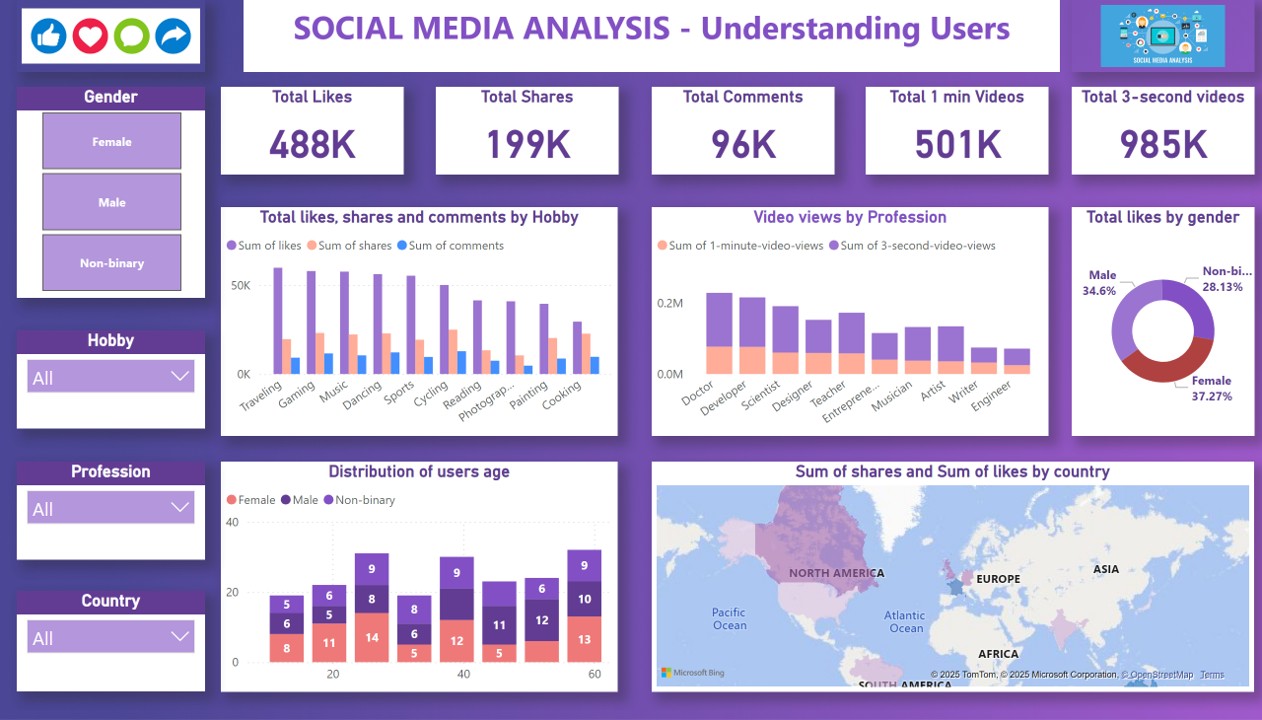 SOCIAL MEDIA ANALYSIS - Understanding Users
SOCIAL MEDIA ANALYSIS
Gender
Female
Male
Non-binary
Hobby
All
Profession
All
Country
All
Total Likes
488K
Total Shares
199K
Total Comments
96K
Total 1 min Videos
501K
Total 3-second videos
985K
Total likes, shares and comments by Hobby
Sum of likes Sum of shares Sum of comments
50K
0K
Traveling
Gaming
Music
Dancing
Sports
Cycling
Reading
Photograp...
Painting
Cooking
Video views by Profession
Sum of 1-minute-video-views Sum of 3-second-video-views
0.2M
0.0M
Doctor
Developer
Scientist
Designer
Teacher
Entreprene...
Musician
Artist
Writer
Engineer
Total likes by gender
Male
34.6%
Non-bi...
28.13%
Female
37.27%
Distribution of users age
Female Male Non-binary
40
20
0
5
6
8
6
5
11
9
8
14
8
6
5
9
12
11
5
6
12
9
10
13
20
40
60
Sum of shares and Sum of likes by country
NORTH AMERICA
EUROPE
ASIA
Pacific
Ocean
Atlantic
Ocean
AFRICA
SOUTH AMERICA
Microsoft Bing
© 2025 TomTom, © 2025 Microsoft Corporation, © OpenStreetMap Terms